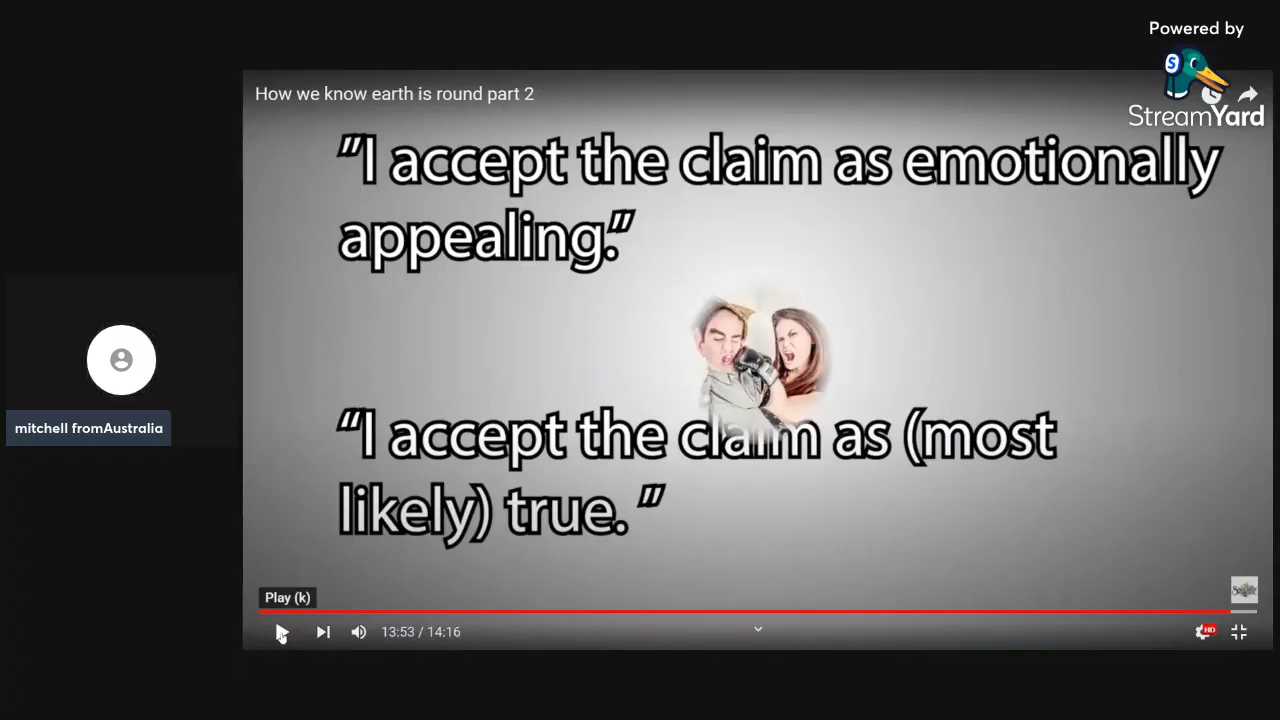 Powered by
S
StreamYard
How we know earth is round part 2
"I accept the claim as emotionally
appealing."
"I accept the claim as (most
likely) true. "
mitchell fromAustralia
Play (k)
13:53 / 14:16
HD